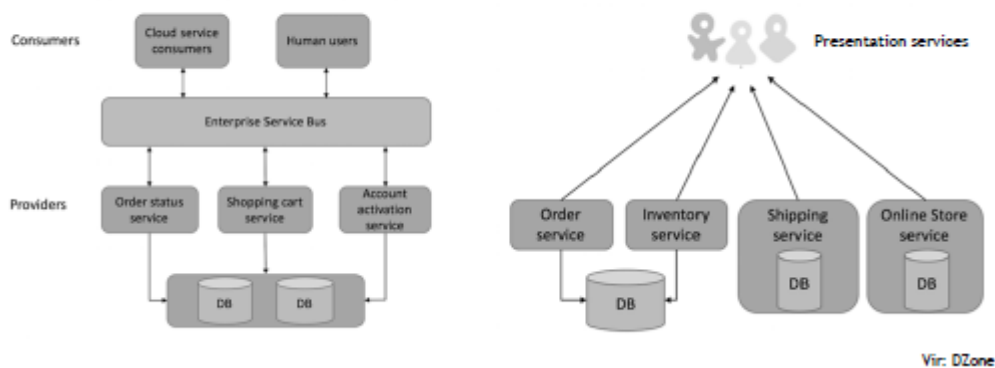 Consumers
Cloud service
consumers
Human users
Enterprise Service Bus
Providers
Order status
service
Shopping cart
service
Account
activation
service
DB
DB
Presentation services
Order
service
Inventory
service
Shipping
service
Online Store
service
DB
DB
DB
Vir: DZone